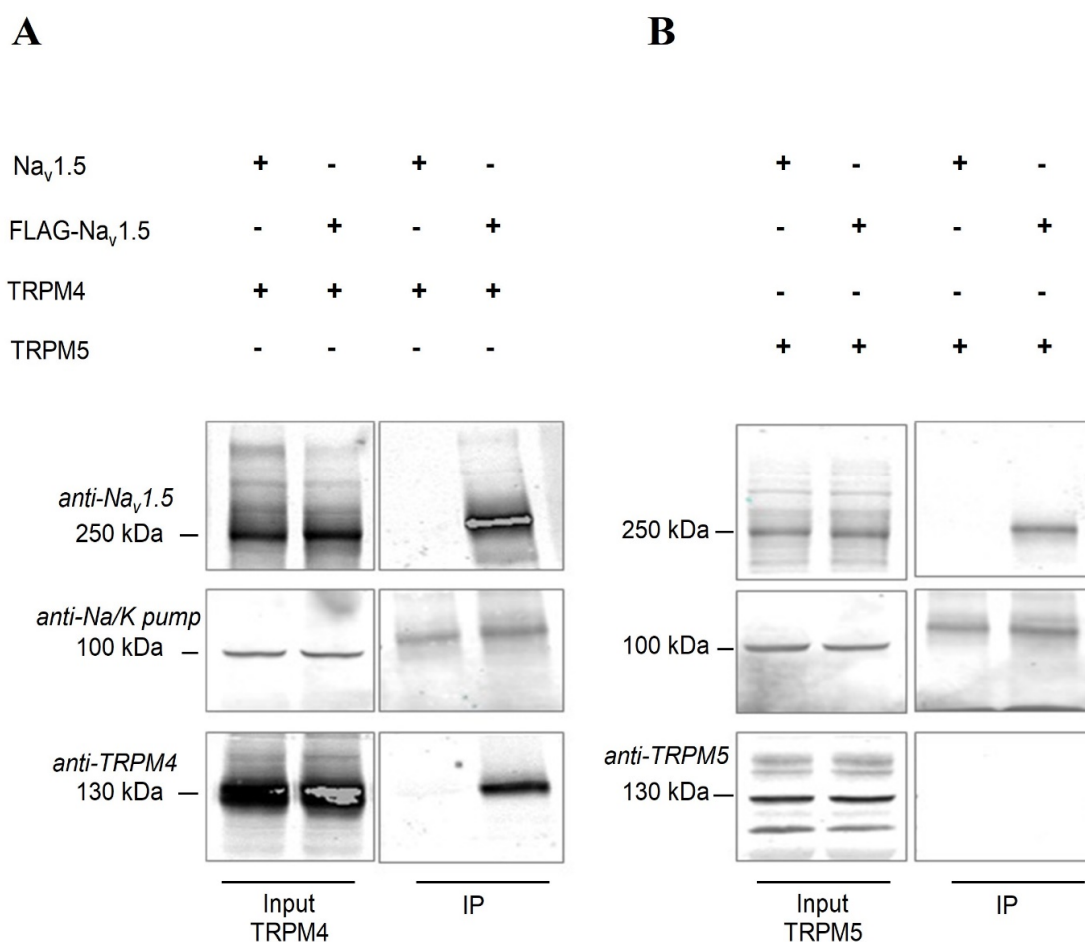 A B
Naᵥ1.5 + - + - + - + -
FLAG-Naᵥ1.5 - + - + - + - +
TRPM4 + + + + - - - -
TRPM5 - - - - + + + +
anti-Naᵥ1.5
250 kDa – 250 kDa –
anti-Na/K pump
100 kDa – 100 kDa –
anti-TRPM4 anti-TRPM5
130 kDa – 130 kDa –
Input IP Input IP
TRPM4 TRPM5